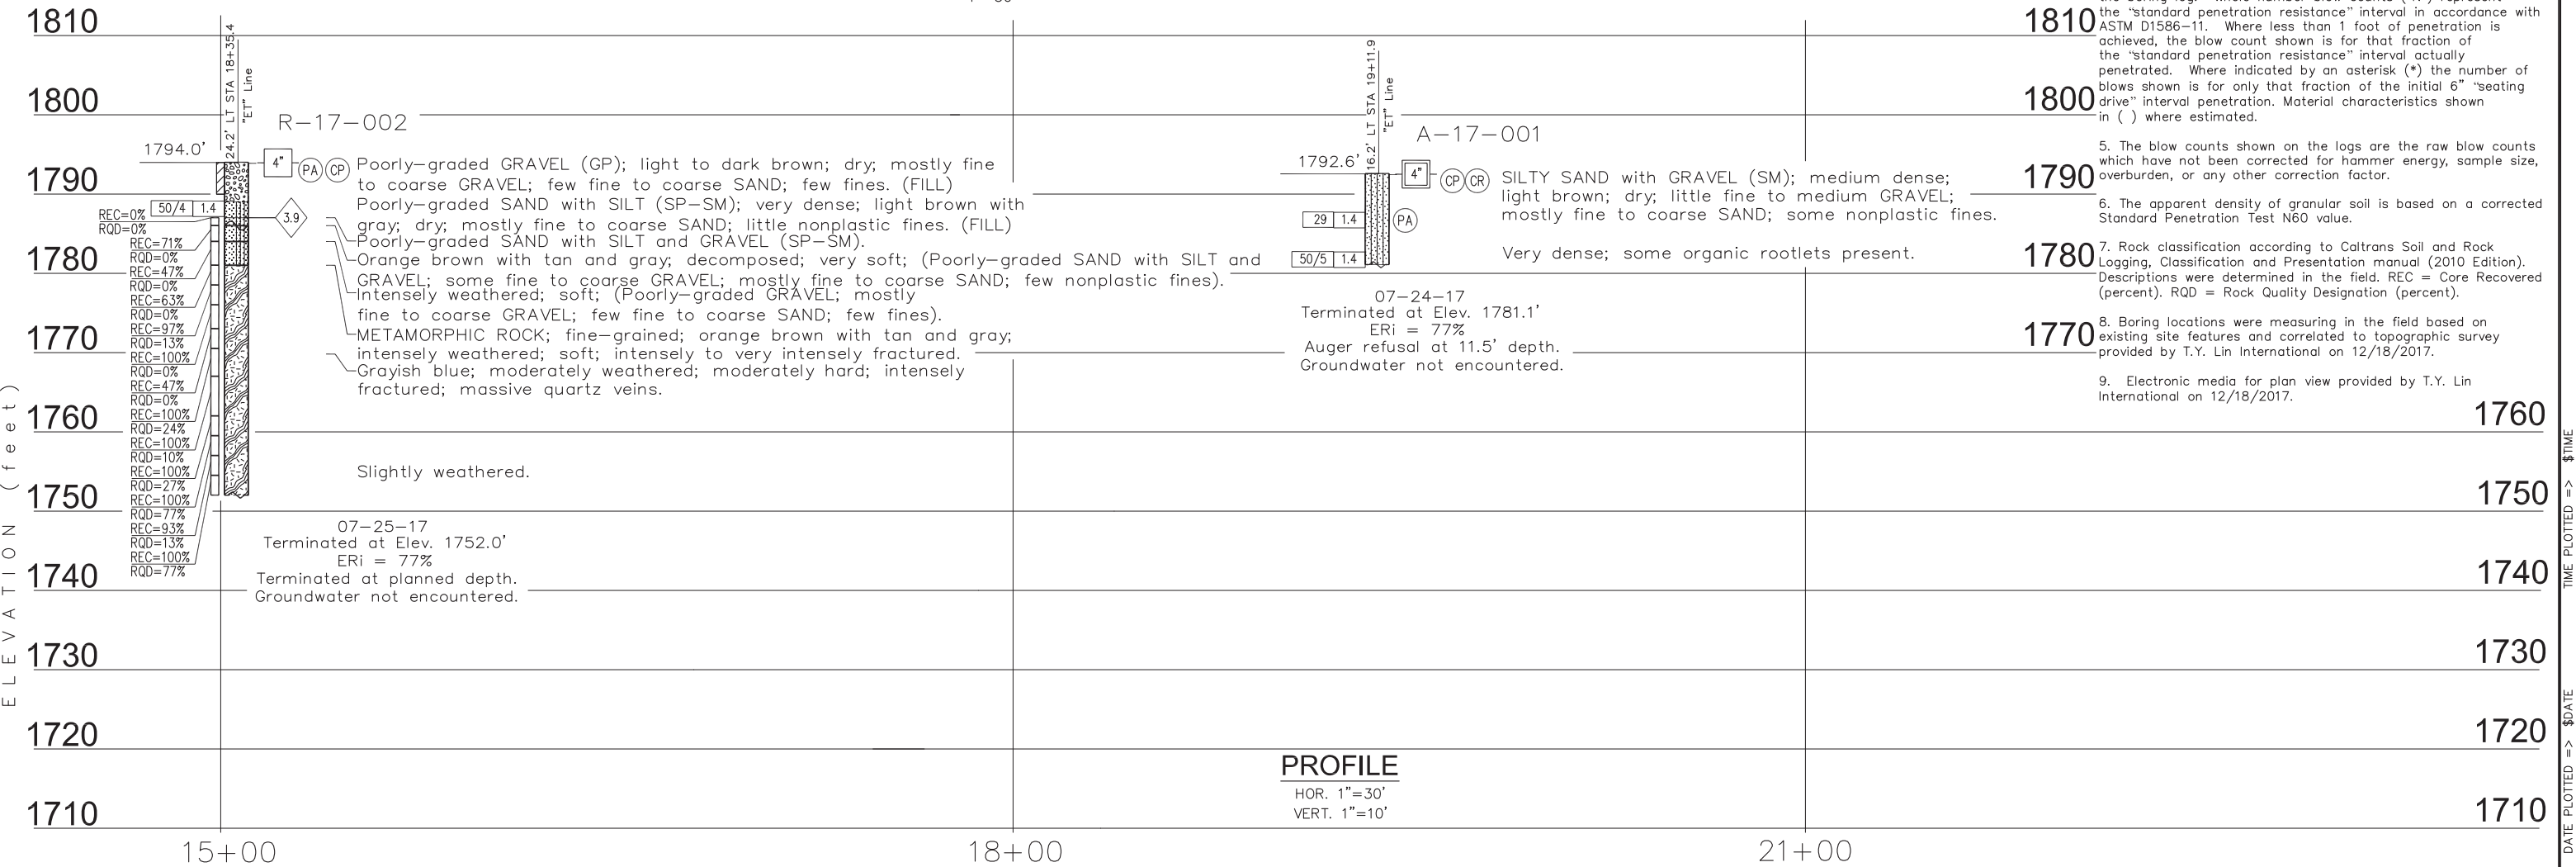 1810
1800
1790
1780
1770
1760
1750
1740
1730
1720
1710
ELEVATION (feet)
24.2' LT STA 18+35.4
"ET" Line
R-17-002
1794.0'
4"
PA
CP
50/4 1.4
3.9
REC=0%
RQD=0%
REC=71%
RQD=0%
REC=47%
RQD=0%
REC=63%
RQD=0%
REC=97%
RQD=13%
REC=100%
RQD=0%
REC=47%
RQD=0%
REC=100%
RQD=24%
REC=100%
RQD=10%
REC=100%
RQD=27%
REC=100%
RQD=77%
REC=93%
RQD=13%
REC=100%
RQD=77%
Poorly-graded GRAVEL (GP); light to dark brown; dry; mostly fine
to coarse GRAVEL; few fine to coarse SAND; few fines. (FILL)
Poorly-graded SAND with SILT (SP-SM); very dense; light brown with
gray; dry; mostly fine to coarse SAND; little nonplastic fines. (FILL)
Poorly-graded SAND with SILT and GRAVEL (SP-SM).
Orange brown with tan and gray; decomposed; very soft; (Poorly-graded SAND with SILT and
GRAVEL; some fine to coarse GRAVEL; mostly fine to coarse SAND; few nonplastic fines).
Intensely weathered; soft; (Poorly-graded GRAVEL; mostly
fine to coarse GRAVEL; few fine to coarse SAND; few fines).
METAMORPHIC ROCK; fine-grained; orange brown with tan and gray;
intensely weathered; soft; intensely to very intensely fractured.
Grayish blue; moderately weathered; moderately hard; intensely
fractured; massive quartz veins.
Slightly weathered.
07-25-17
Terminated at Elev. 1752.0'
ERi = 77%
Terminated at planned depth.
Groundwater not encountered.
16.2' LT STA 19+11.9
"ET" Line
A-17-001
1792.6'
4"
CP
CR
29 1.4
PA
50/5 1.4
SILTY SAND with GRAVEL (SM); medium dense;
light brown; dry; little fine to medium GRAVEL;
mostly fine to coarse SAND; some nonplastic fines.
Very dense; some organic rootlets present.
07-24-17
Terminated at Elev. 1781.1'
ERi = 77%
Auger refusal at 11.5' depth.
Groundwater not encountered.
PROFILE
HOR. 1"=30'
VERT. 1"=10'
15+00
18+00
21+00
1810
1800
1790
1780
1770
1760
1750
1740
1730
1720
1710
the "standard penetration resistance" interval in accordance with
ASTM D1586-11. Where less than 1 foot of penetration is
achieved, the blow count shown is for that fraction of
the "standard penetration resistance" interval actually
penetrated. Where indicated by an asterisk (*) the number of
blows shown is for only that fraction of the initial 6" "seating
drive" interval penetration. Material characteristics shown
in ( ) where estimated.
5. The blow counts shown on the logs are the raw blow counts
which have not been corrected for hammer energy, sample size,
overburden, or any other correction factor.
6. The apparent density of granular soil is based on a corrected
Standard Penetration Test N60 value.
7. Rock classification according to Caltrans Soil and Rock
Logging, Classification and Presentation manual (2010 Edition).
Descriptions were determined in the field. REC = Core Recovered
(percent). RQD = Rock Quality Designation (percent).
8. Boring locations were measuring in the field based on
existing site features and correlated to topographic survey
provided by T.Y. Lin International on 12/18/2017.
9. Electronic media for plan view provided by T.Y. Lin
International on 12/18/2017.
TIME PLOTTED => $TIME
DATE PLOTTED => $DATE